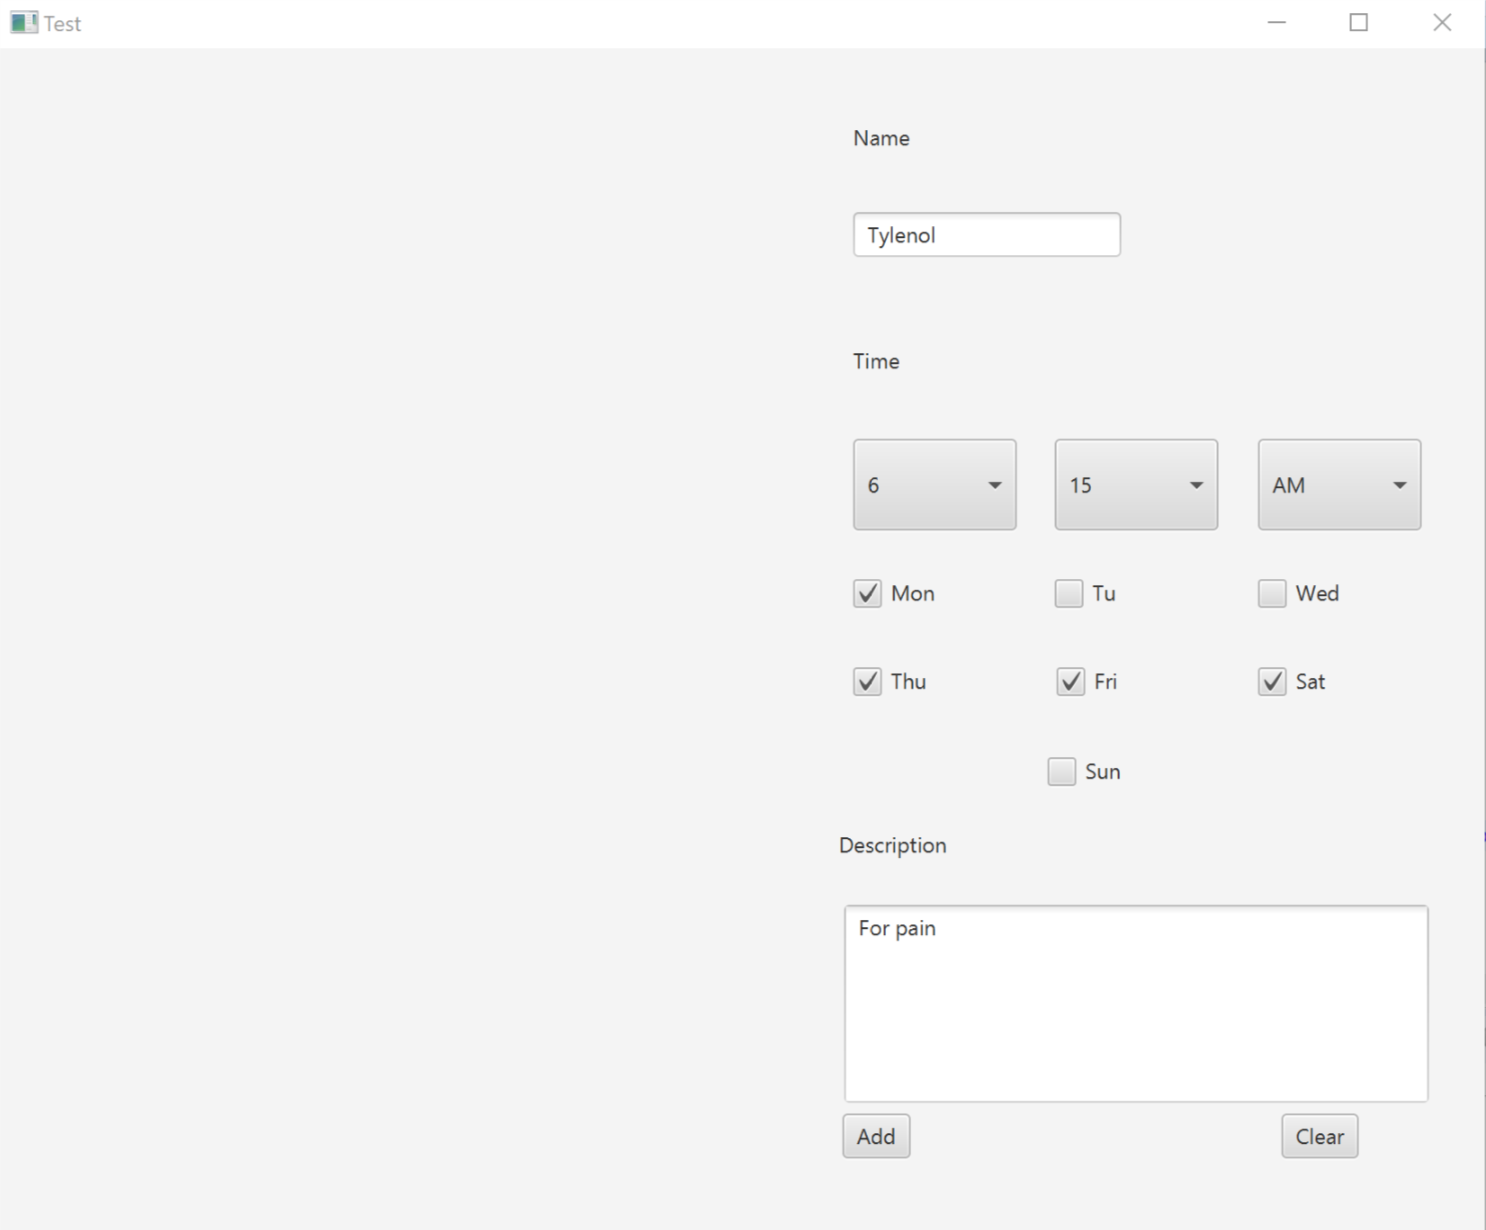 Test
Name
Tylenol
Time
6 15 AM
Mon Tu Wed
Thu Fri Sat
Sun
Description
For pain
Add Clear